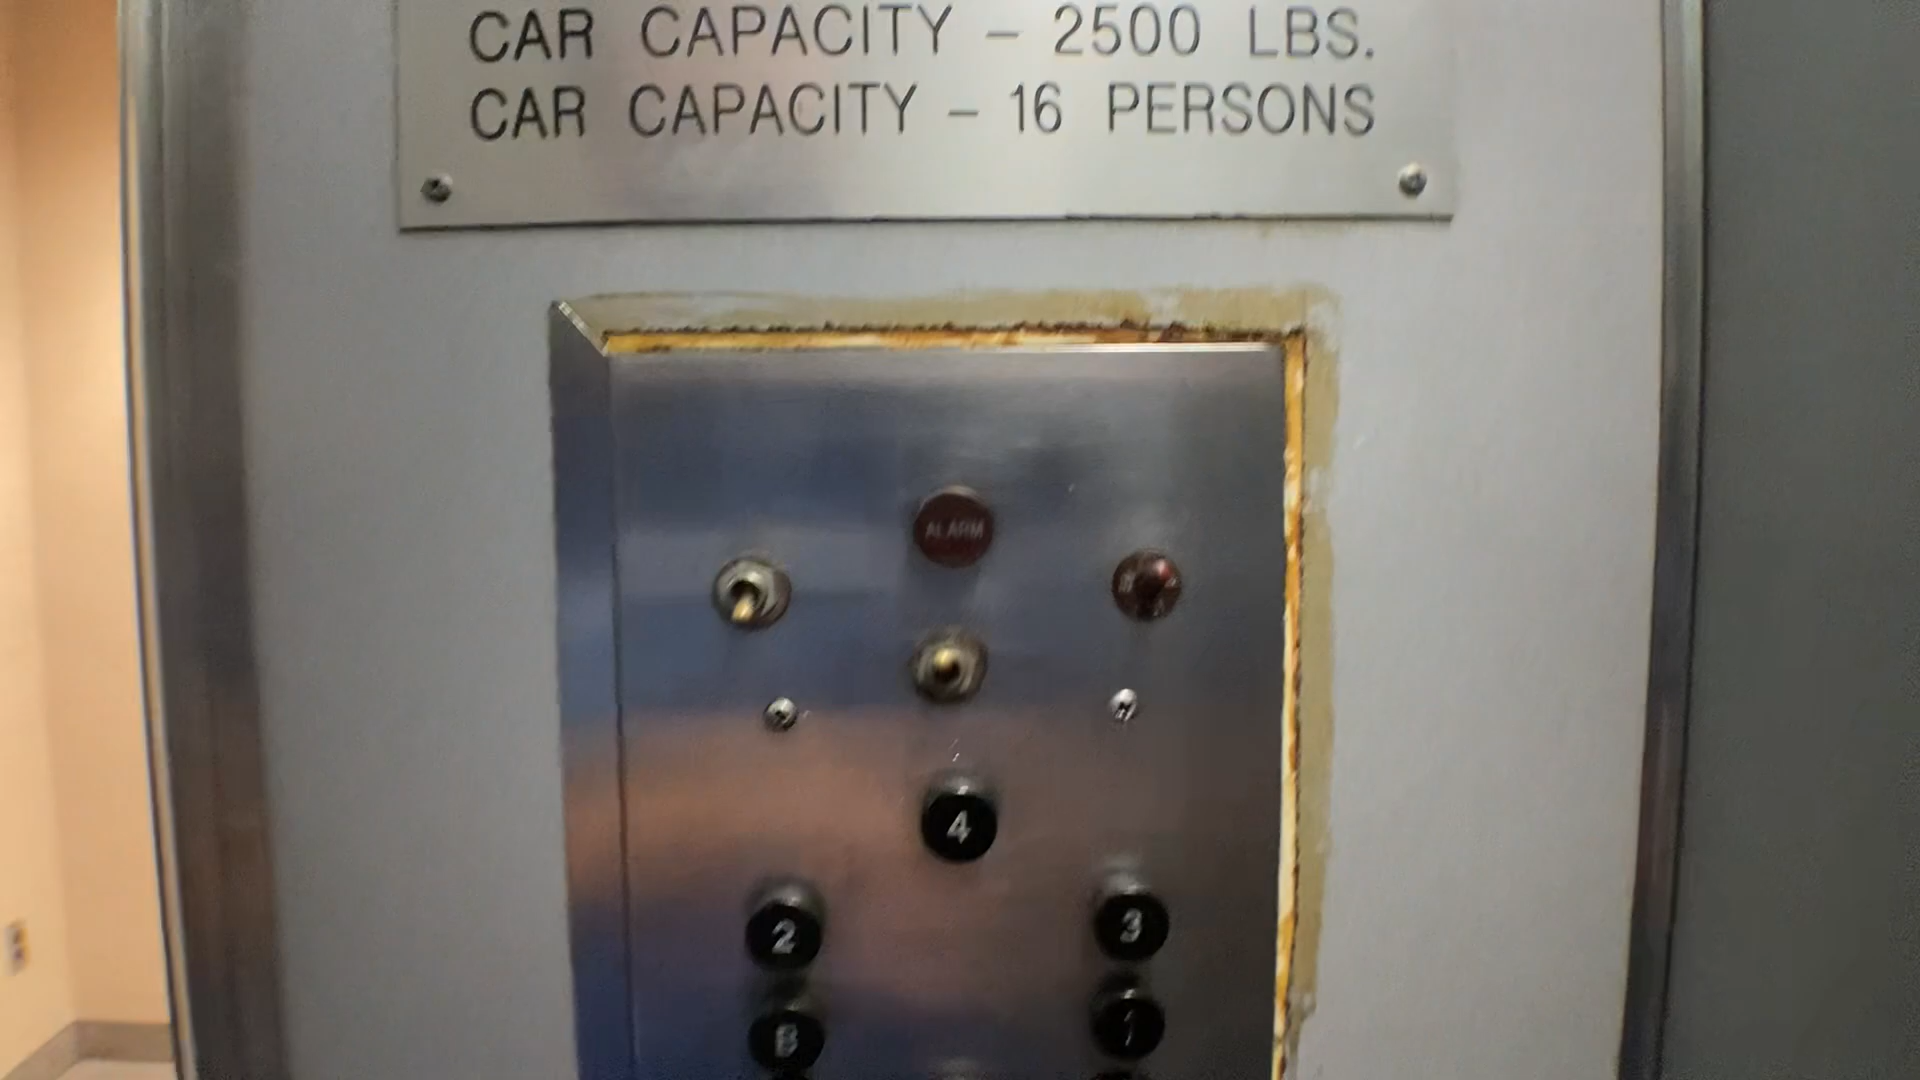 CAR CAPACITY – 2500 LBS.
CAR CAPACITY – 16 PERSONS
ALARM
4
2 3
B 1